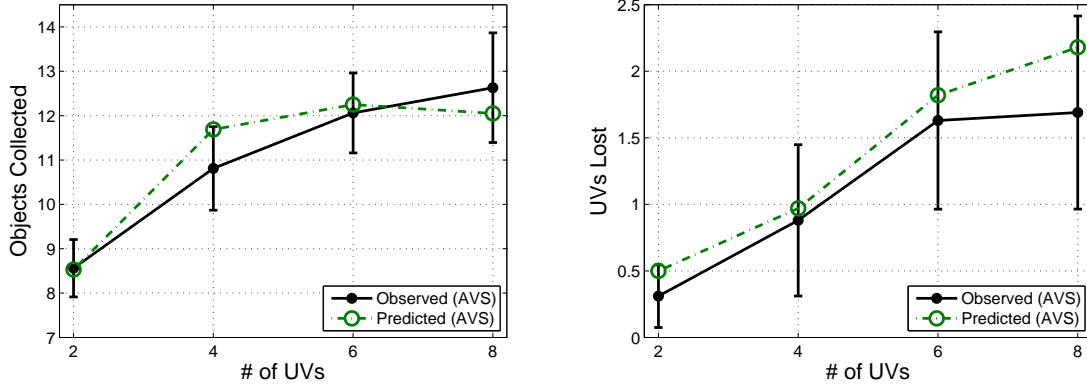 14
13
12
11
10
9
8
7
Objects Collected
2
4
6
8
# of UVs
Observed (AVS)
Predicted (AVS)
2.5
2
1.5
1
0.5
0
UVs Lost
2
4
6
8
# of UVs
Observed (AVS)
Predicted (AVS)